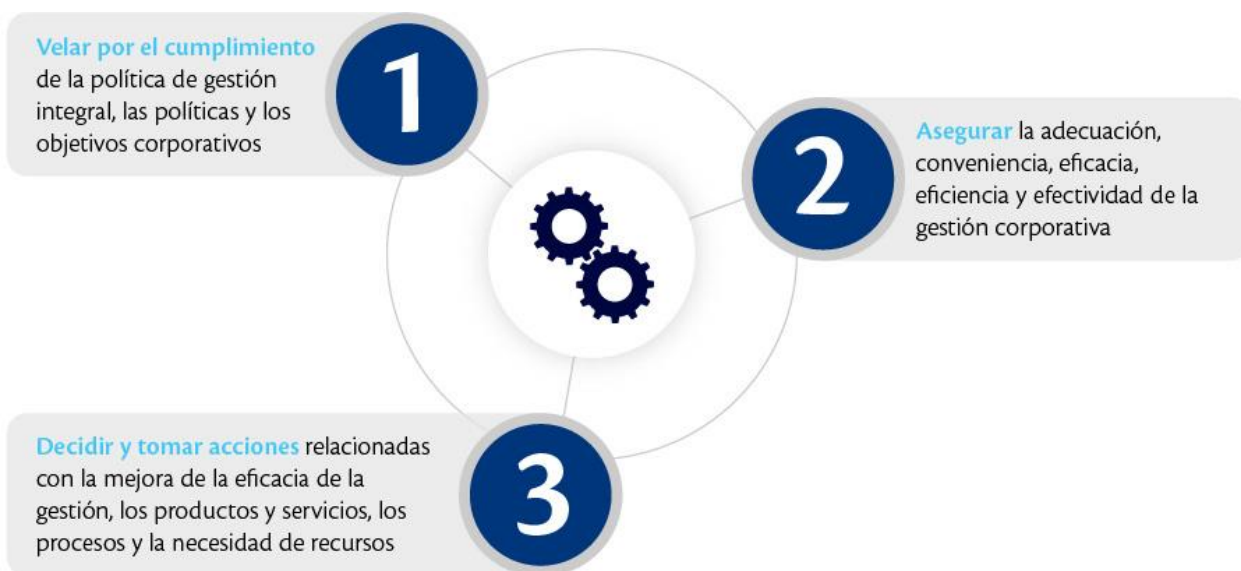 Velar por el cumplimiento
de la política de gestión
integral, las políticas y los
objetivos corporativos
1
2
Asegurar la adecuación,
conveniencia, eficacia,
eficiencia y efectividad de la
gestión corporativa
Decidir y tomar acciones relacionadas
con la mejora de la eficacia de la
gestión, los productos y servicios, los
procesos y la necesidad de recursos
3